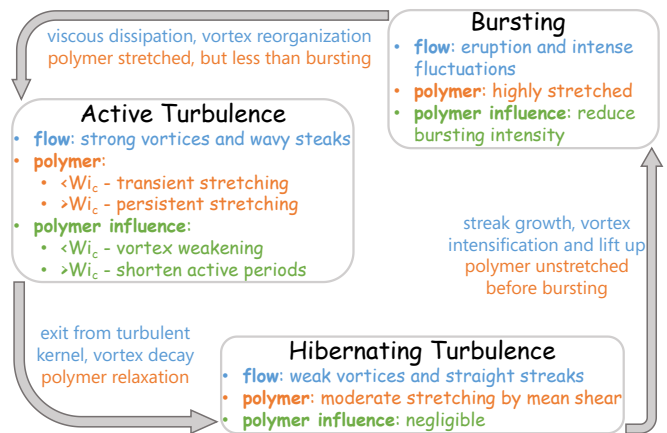 Bursting
• flow: eruption and intense
fluctuations
• polymer: highly stretched
• polymer influence: reduce
bursting intensity
viscous dissipation, vortex reorganization
polymer stretched, but less than bursting
Active Turbulence
• flow: strong vortices and wavy steaks
• polymer:
• <Wi_c - transient stretching
• >Wi_c - persistent stretching
• polymer influence:
• <Wi_c - vortex weakening
• >Wi_c - shorten active periods
exit from turbulent
kernel, vortex decay
polymer relaxation
Hibernating Turbulence
• flow: weak vortices and straight streaks
• polymer: moderate stretching by mean shear
• polymer influence: negligible
streak growth, vortex
intensification and lift up
polymer unstretched
before bursting